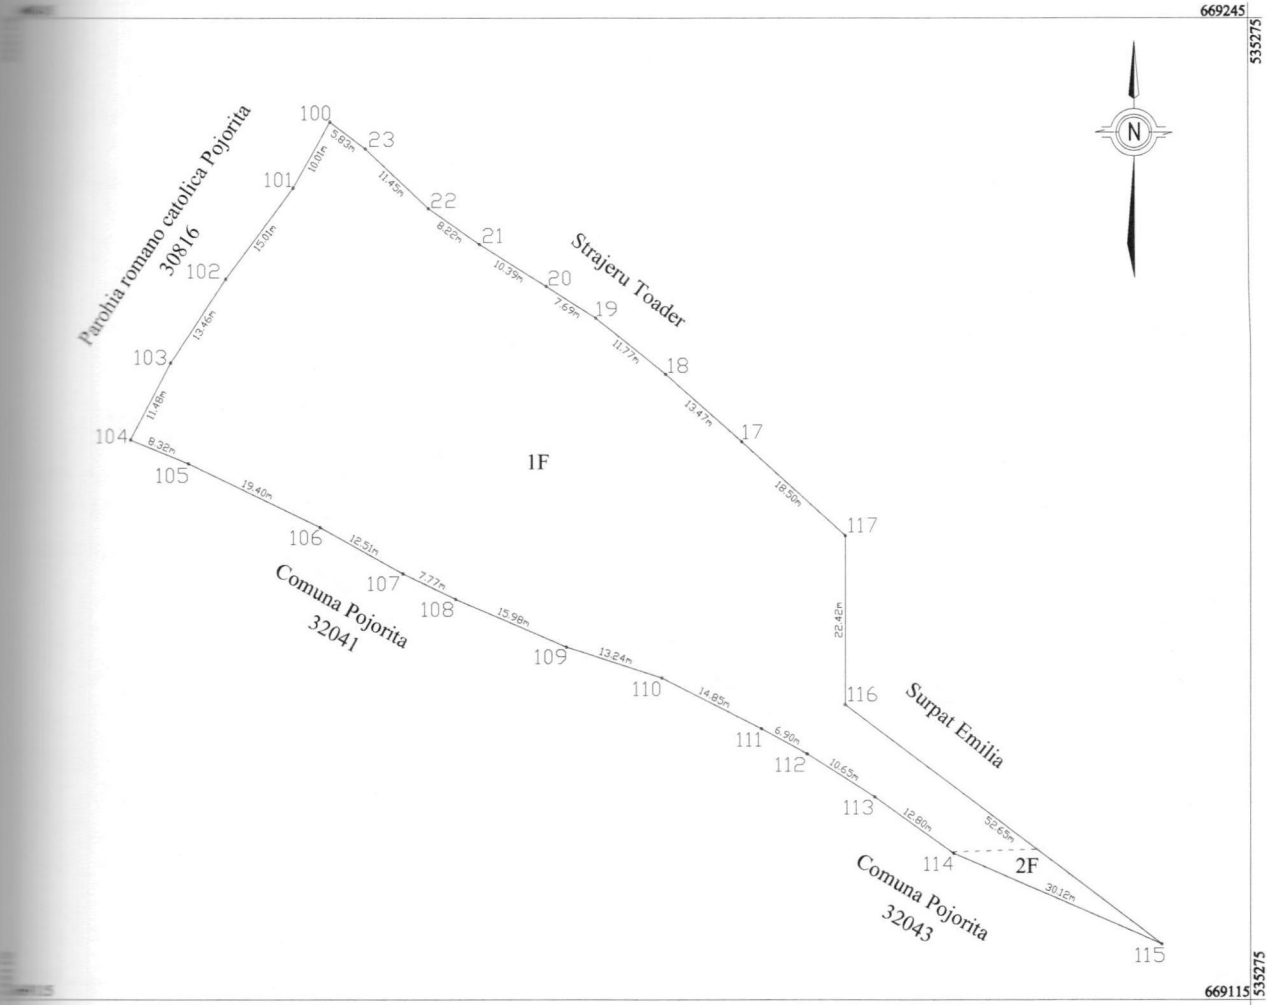 669245
535275
N
100
5.83m
23
10.01m
11.45m
101
22
8.22m
21
15.01m
10.39m
20
102
7.69m
19
13.46m
11.77m
18
103
13.47m
17
11.48m
104
8.32m
105
18.50m
19.40m
117
106
12.51m
107
7.77m
108
15.98m
109
13.24m
110
22.42m
14.85m
116
111
6.90m
112
10.65m
113
12.80m
52.65m
114
30.12m
115
Parohia romano catolica Pojorita
30816
Strajeru Toader
1F
Comuna Pojorita
32041
Surpat Emilia
2F
Comuna Pojorita
32043
669115
535275